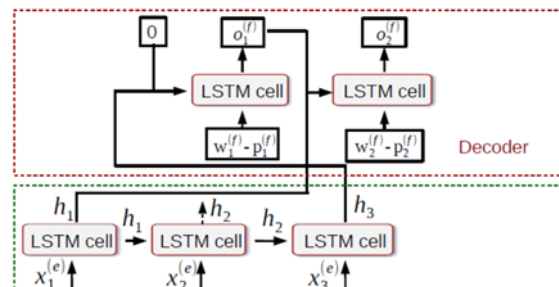 0 o₁⁽ᶠ⁾ o₂⁽ᶠ⁾
LSTM cell LSTM cell
w₁⁽ᶠ⁾-p₁⁽ᶠ⁾ w₂⁽ᶠ⁾-p₂⁽ᶠ⁾
Decoder
h₁ h₁ h₂ h₂ h₃
LSTM cell LSTM cell LSTM cell
x₁⁽ᵉ⁾ x₂⁽ᵉ⁾ x₃⁽ᵉ⁾